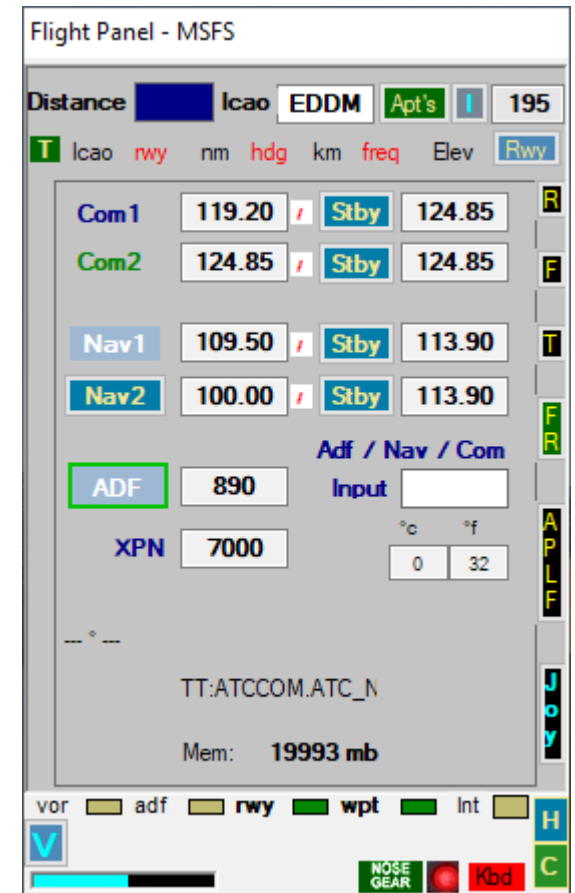 Flight Panel - MSFS
Distance Icao EDDM Apt's I 195
T Icao rwy nm hdg km freq Elev Rwy
Com1 119.20 / Stby 124.85 R
Com2 124.85 / Stby 124.85 F
Nav1 109.50 / Stby 113.90 T
Nav2 100.00 / Stby 113.90 FR
Adf / Nav / Com
ADF 890 Input
°c °f
XPN 7000 0 32 APLF
--- ° ---
TT:ATCCOM.ATC_N Joy
Mem: 19993 mb
vor adf rwy wpt Int H
V
NOSE GEAR Kbd C